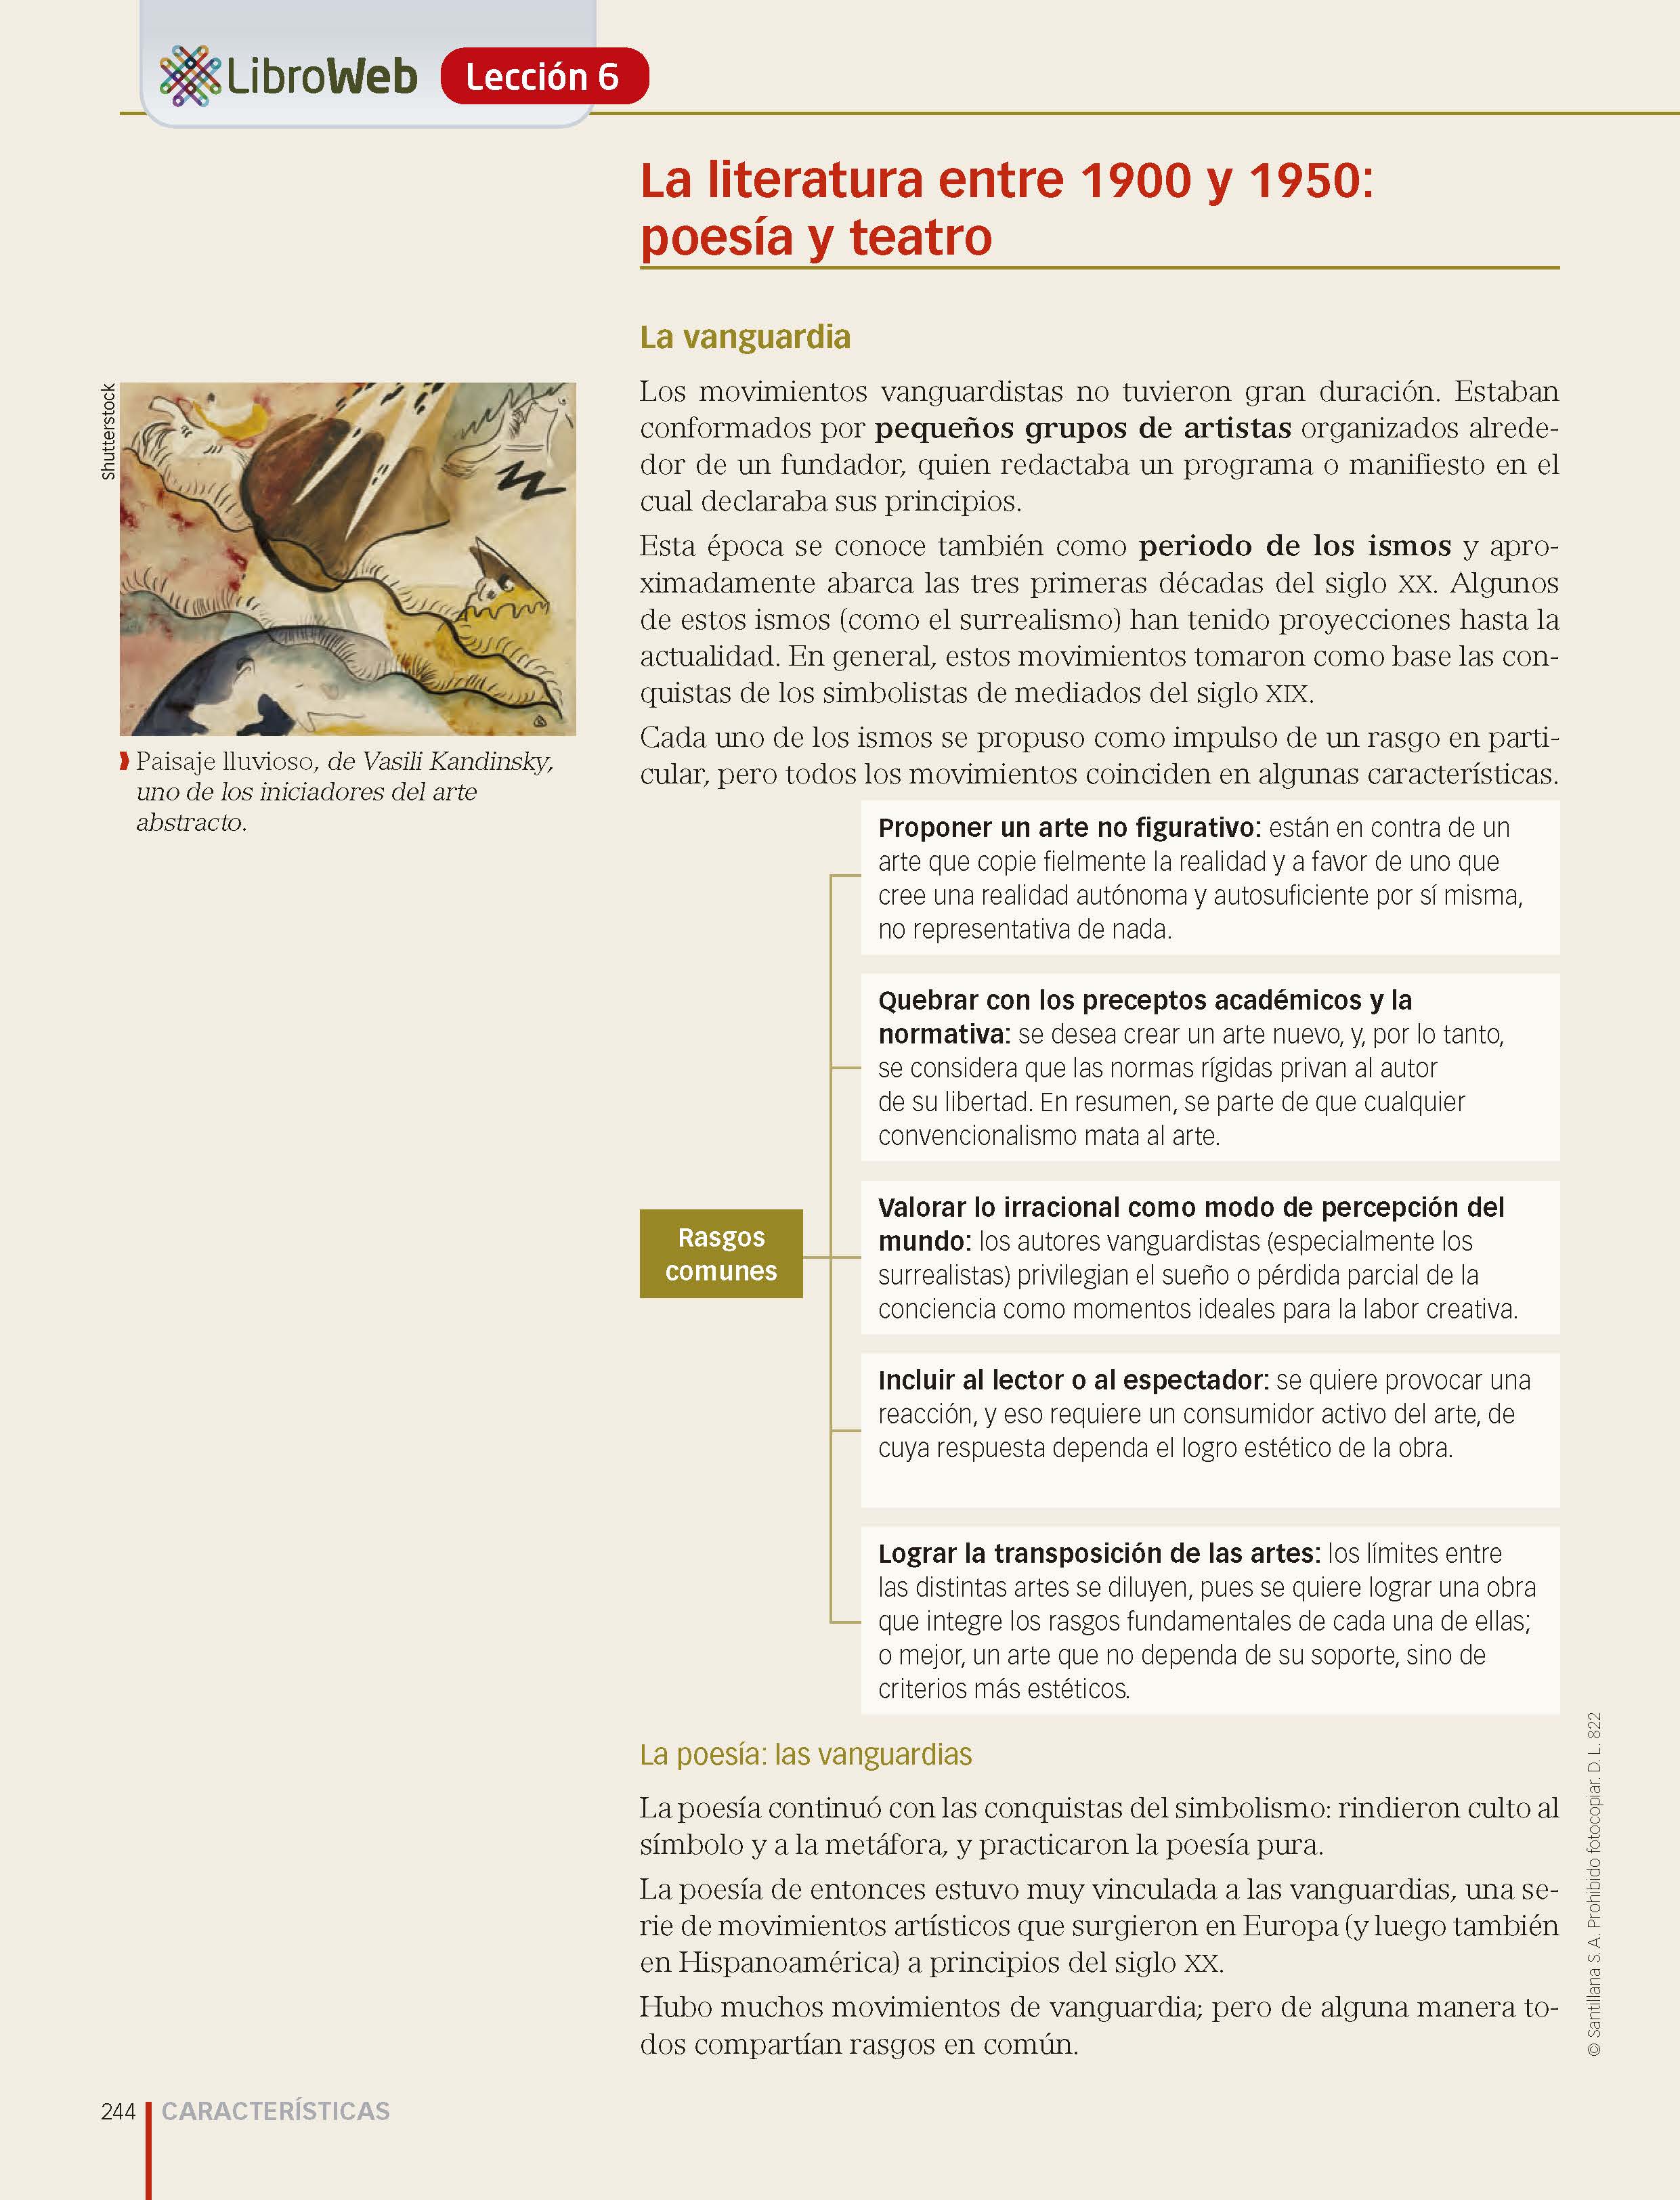 LibroWeb Lección 6
La literatura entre 1900 y 1950:
poesía y teatro
La vanguardia
Los movimientos vanguardistas no tuvieron gran duración. Estaban
conformados por pequeños grupos de artistas organizados alrede-
dor de un fundador, quien redactaba un programa o manifiesto en el
cual declaraba sus principios.
Esta época se conoce también como periodo de los ismos y apro-
ximadamente abarca las tres primeras décadas del siglo XX. Algunos
de estos ismos (como el surrealismo) han tenido proyecciones hasta la
actualidad. En general, estos movimientos tomaron como base las con-
quistas de los simbolistas de mediados del siglo XIX.
Cada uno de los ismos se propuso como impulso de un rasgo en parti-
cular, pero todos los movimientos coinciden en algunas características.
Shutterstock
Paisaje lluvioso, de Vasili Kandinsky,
uno de los iniciadores del arte
abstracto.
Rasgos
comunes
Proponer un arte no figurativo: están en contra de un
arte que copie fielmente la realidad y a favor de uno que
cree una realidad autónoma y autosuficiente por sí misma,
no representativa de nada.
Quebrar con los preceptos académicos y la
normativa: se desea crear un arte nuevo, y, por lo tanto,
se considera que las normas rígidas privan al autor
de su libertad. En resumen, se parte de que cualquier
convencionalismo mata al arte.
Valorar lo irracional como modo de percepción del
mundo: los autores vanguardistas (especialmente los
surrealistas) privilegian el sueño o pérdida parcial de la
conciencia como momentos ideales para la labor creativa.
Incluir al lector o al espectador: se quiere provocar una
reacción, y eso requiere un consumidor activo del arte, de
cuya respuesta dependa el logro estético de la obra.
Lograr la transposición de las artes: los límites entre
las distintas artes se diluyen, pues se quiere lograr una obra
que integre los rasgos fundamentales de cada una de ellas;
o mejor, un arte que no dependa de su soporte, sino de
criterios más estéticos.
La poesía: las vanguardias
La poesía continuó con las conquistas del simbolismo: rindieron culto al
símbolo y a la metáfora, y practicaron la poesía pura.
La poesía de entonces estuvo muy vinculada a las vanguardias, una se-
rie de movimientos artísticos que surgieron en Europa (y luego también
en Hispanoamérica) a principios del siglo XX.
Hubo muchos movimientos de vanguardia; pero de alguna manera to-
dos compartían rasgos en común.
© Santillana S. A. Prohibido fotocopiar. D. L. 822
244 CARACTERÍSTICAS